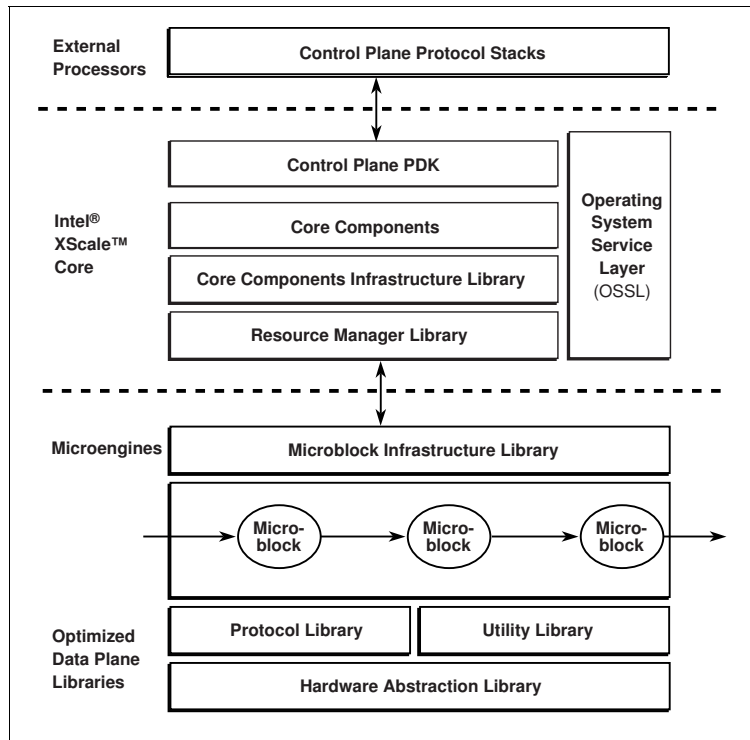 External
Processors
Control Plane Protocol Stacks
Control Plane PDK
Operating
System
Service
Layer
(OSSL)
Intel® 
XScale™
Core
Core Components
Core Components Infrastructure Library
Resource Manager Library
Microengines
Microblock Infrastructure Library
Micro-
block
Micro-
block
Micro-
block
Optimized
Data Plane
Libraries
Protocol Library
Utility Library
Hardware Abstraction Library